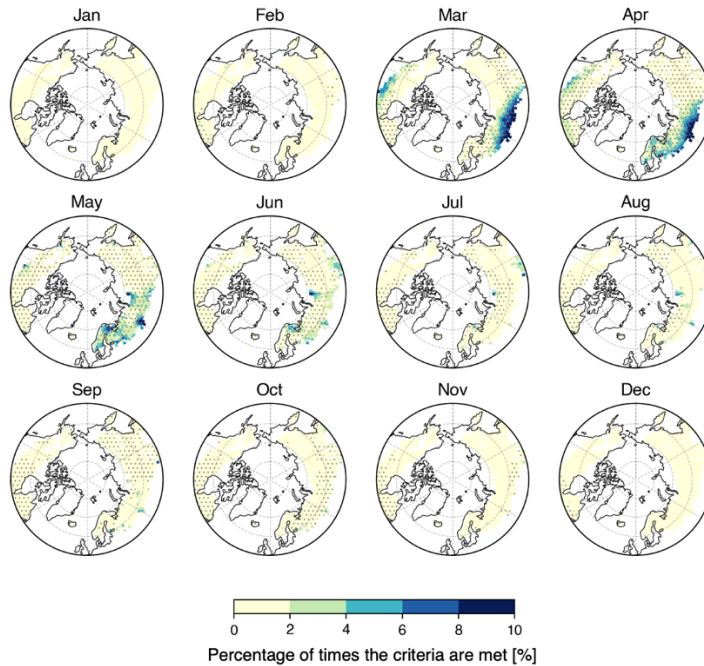 Jan Feb Mar Apr
May Jun Jul Aug
Sep Oct Nov Dec
0 2 4 6 8 10
Percentage of times the criteria are met [%]